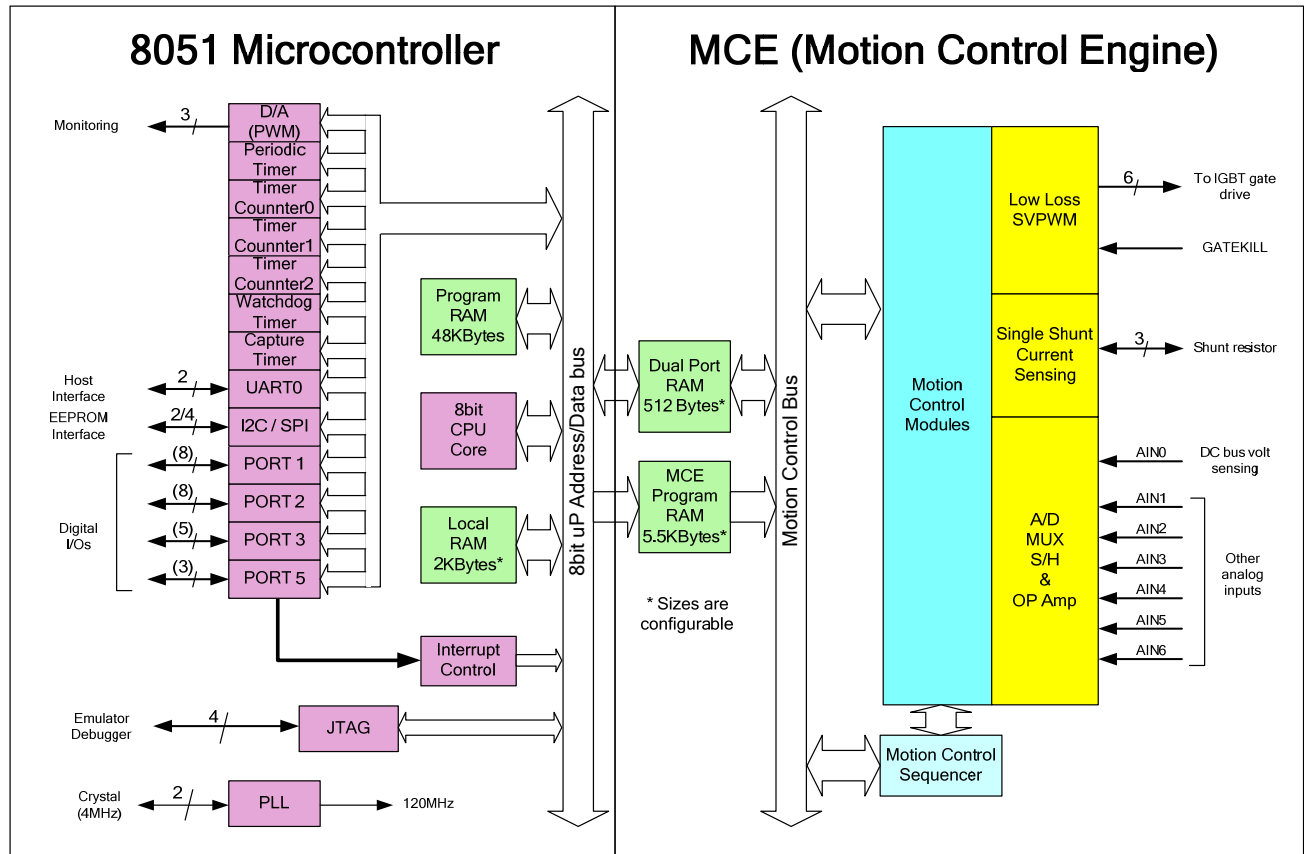 8051 Microcontroller
MCE (Motion Control Engine)
Monitoring
3
D/A
(PWM)
Periodic
Timer
Timer
Counnter0
Timer
Counnter1
Timer
Counnter2
Watchdog
Timer
Capture
Timer
Host
Interface
2
UART0
EEPROM
Interface
2/4
I2C / SPI
Digital
I/Os
(8)
PORT 1
(8)
PORT 2
(5)
PORT 3
(3)
PORT 5
Program
RAM
48KBytes
8bit
CPU
Core
Local
RAM
2KBytes*
Interrupt
Control
Emulator
Debugger
4
JTAG
Crystal
(4MHz)
2
PLL
120MHz
8bit uP Address/Data bus
Dual Port
RAM
512 Bytes*
MCE
Program
RAM
5.5KBytes*
* Sizes are
configurable
Motion Control Bus
Motion
Control
Modules
Low Loss
SVPWM
6
To IGBT gate
drive
GATEKILL
Single Shunt
Current
Sensing
3
Shunt resistor
A/D
MUX
S/H
&
OP Amp
AIN0
DC bus volt
sensing
AIN1
AIN2
AIN3
AIN4
AIN5
AIN6
Other
analog
inputs
Motion Control
Sequencer